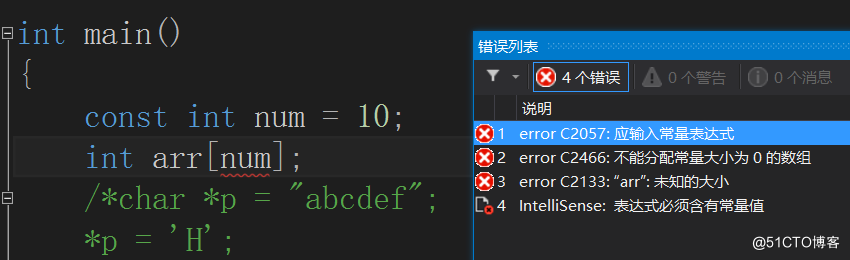 int main()
{
const int num = 10;
int arr[num];
/*char *p = "abcdef";
*p = 'H';
错误列表
4 个错误
0 个警告
0 个消息
说明
1 error C2057: 应输入常量表达式
2 error C2466: 不能分配常量大小为 0 的数组
3 error C2133: “arr”: 未知的大小
4 IntelliSense: 表达式必须含有常量值
@51CTO博客